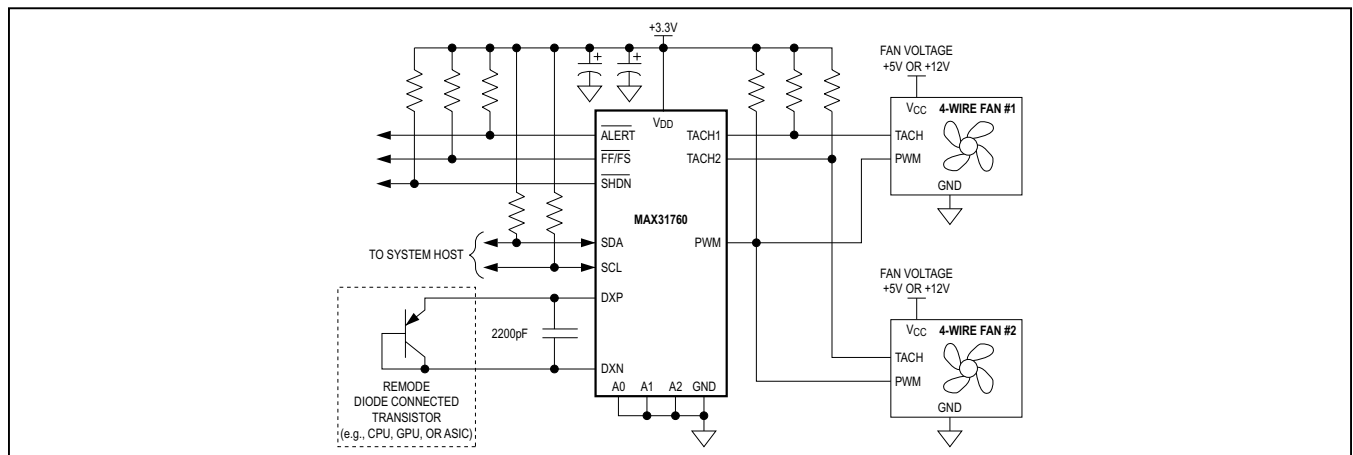 +3.3V
FAN VOLTAGE
+5V OR +12V
VCC
4-WIRE FAN #1
TACH
PWM
GND
VDD
ALERT
FF/FS
SHDN
TACH1
TACH2
MAX31760
PWM
TO SYSTEM HOST
SDA
SCL
DXP
2200pF
DXN
A0 A1 A2 GND
REMODE
DIODE CONNECTED
TRANSISTOR
(e.g., CPU, GPU, OR ASIC)
FAN VOLTAGE
+5V OR +12V
VCC
4-WIRE FAN #2
TACH
PWM
GND
+
+